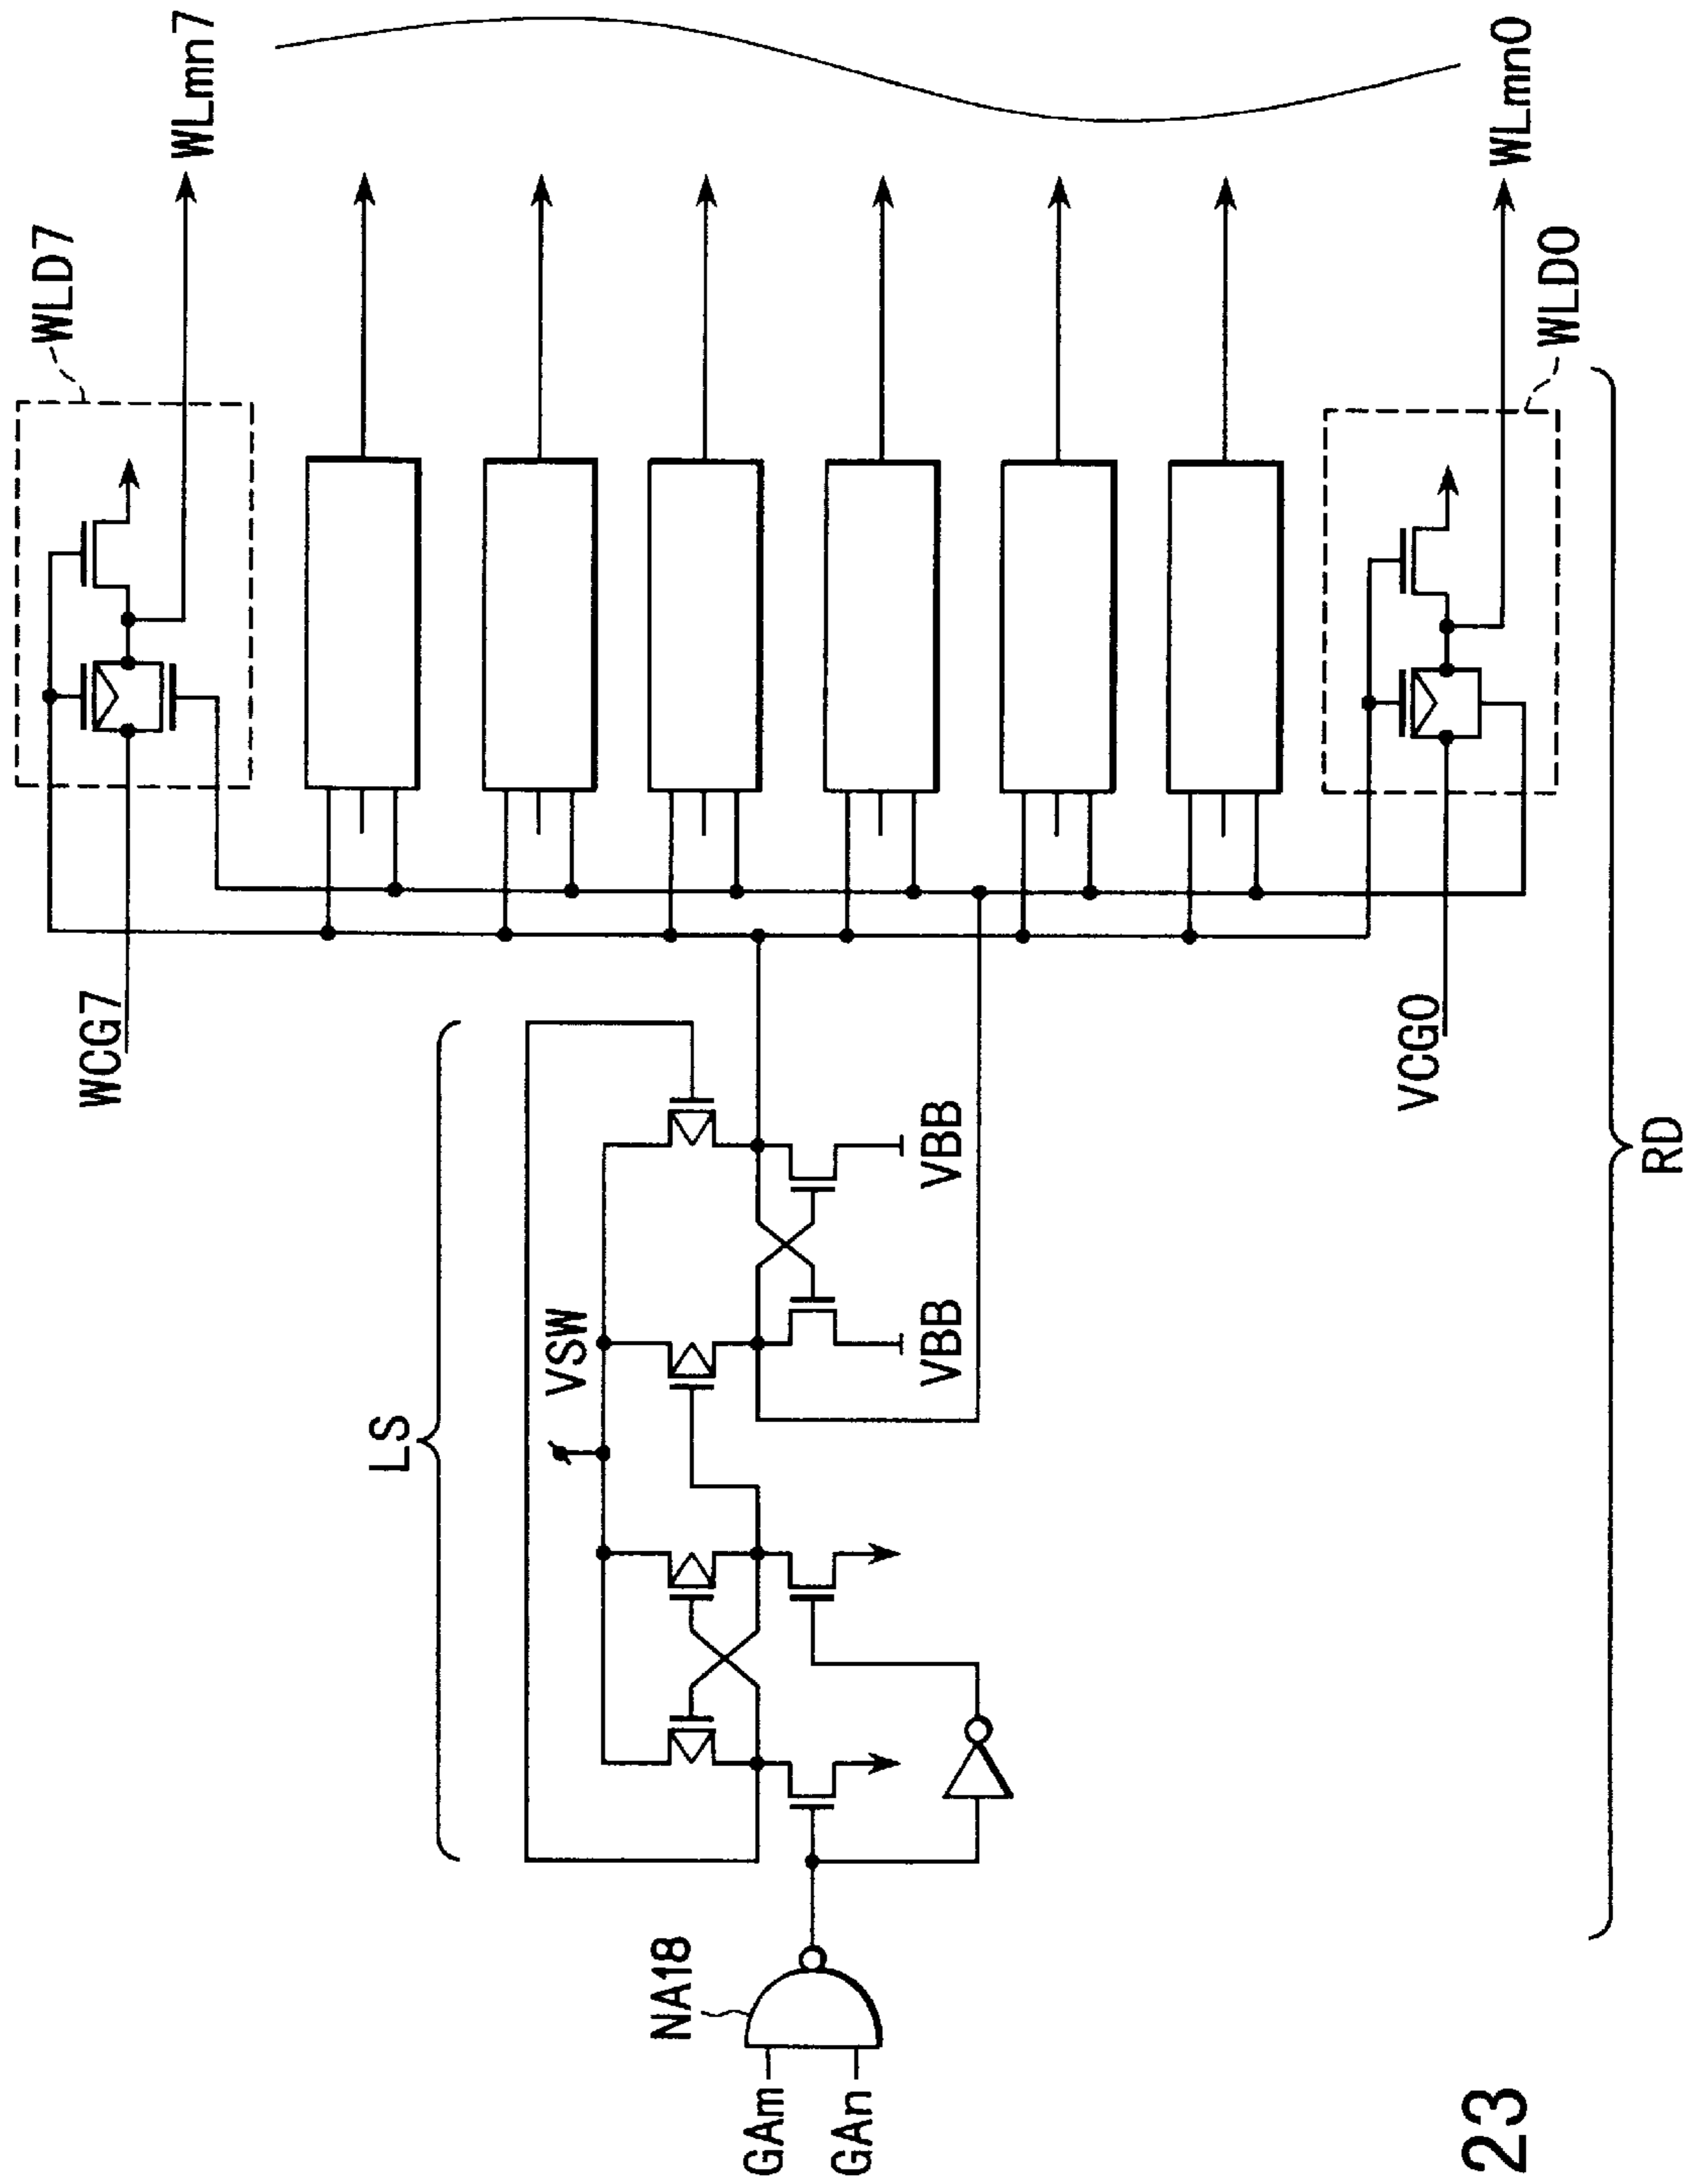 WLmn7
WLD7
WCG7
WLmn0
WLD0
VCG0
LS
VSW
VBB
VBB
NA18
GAm
GAn
RD
23